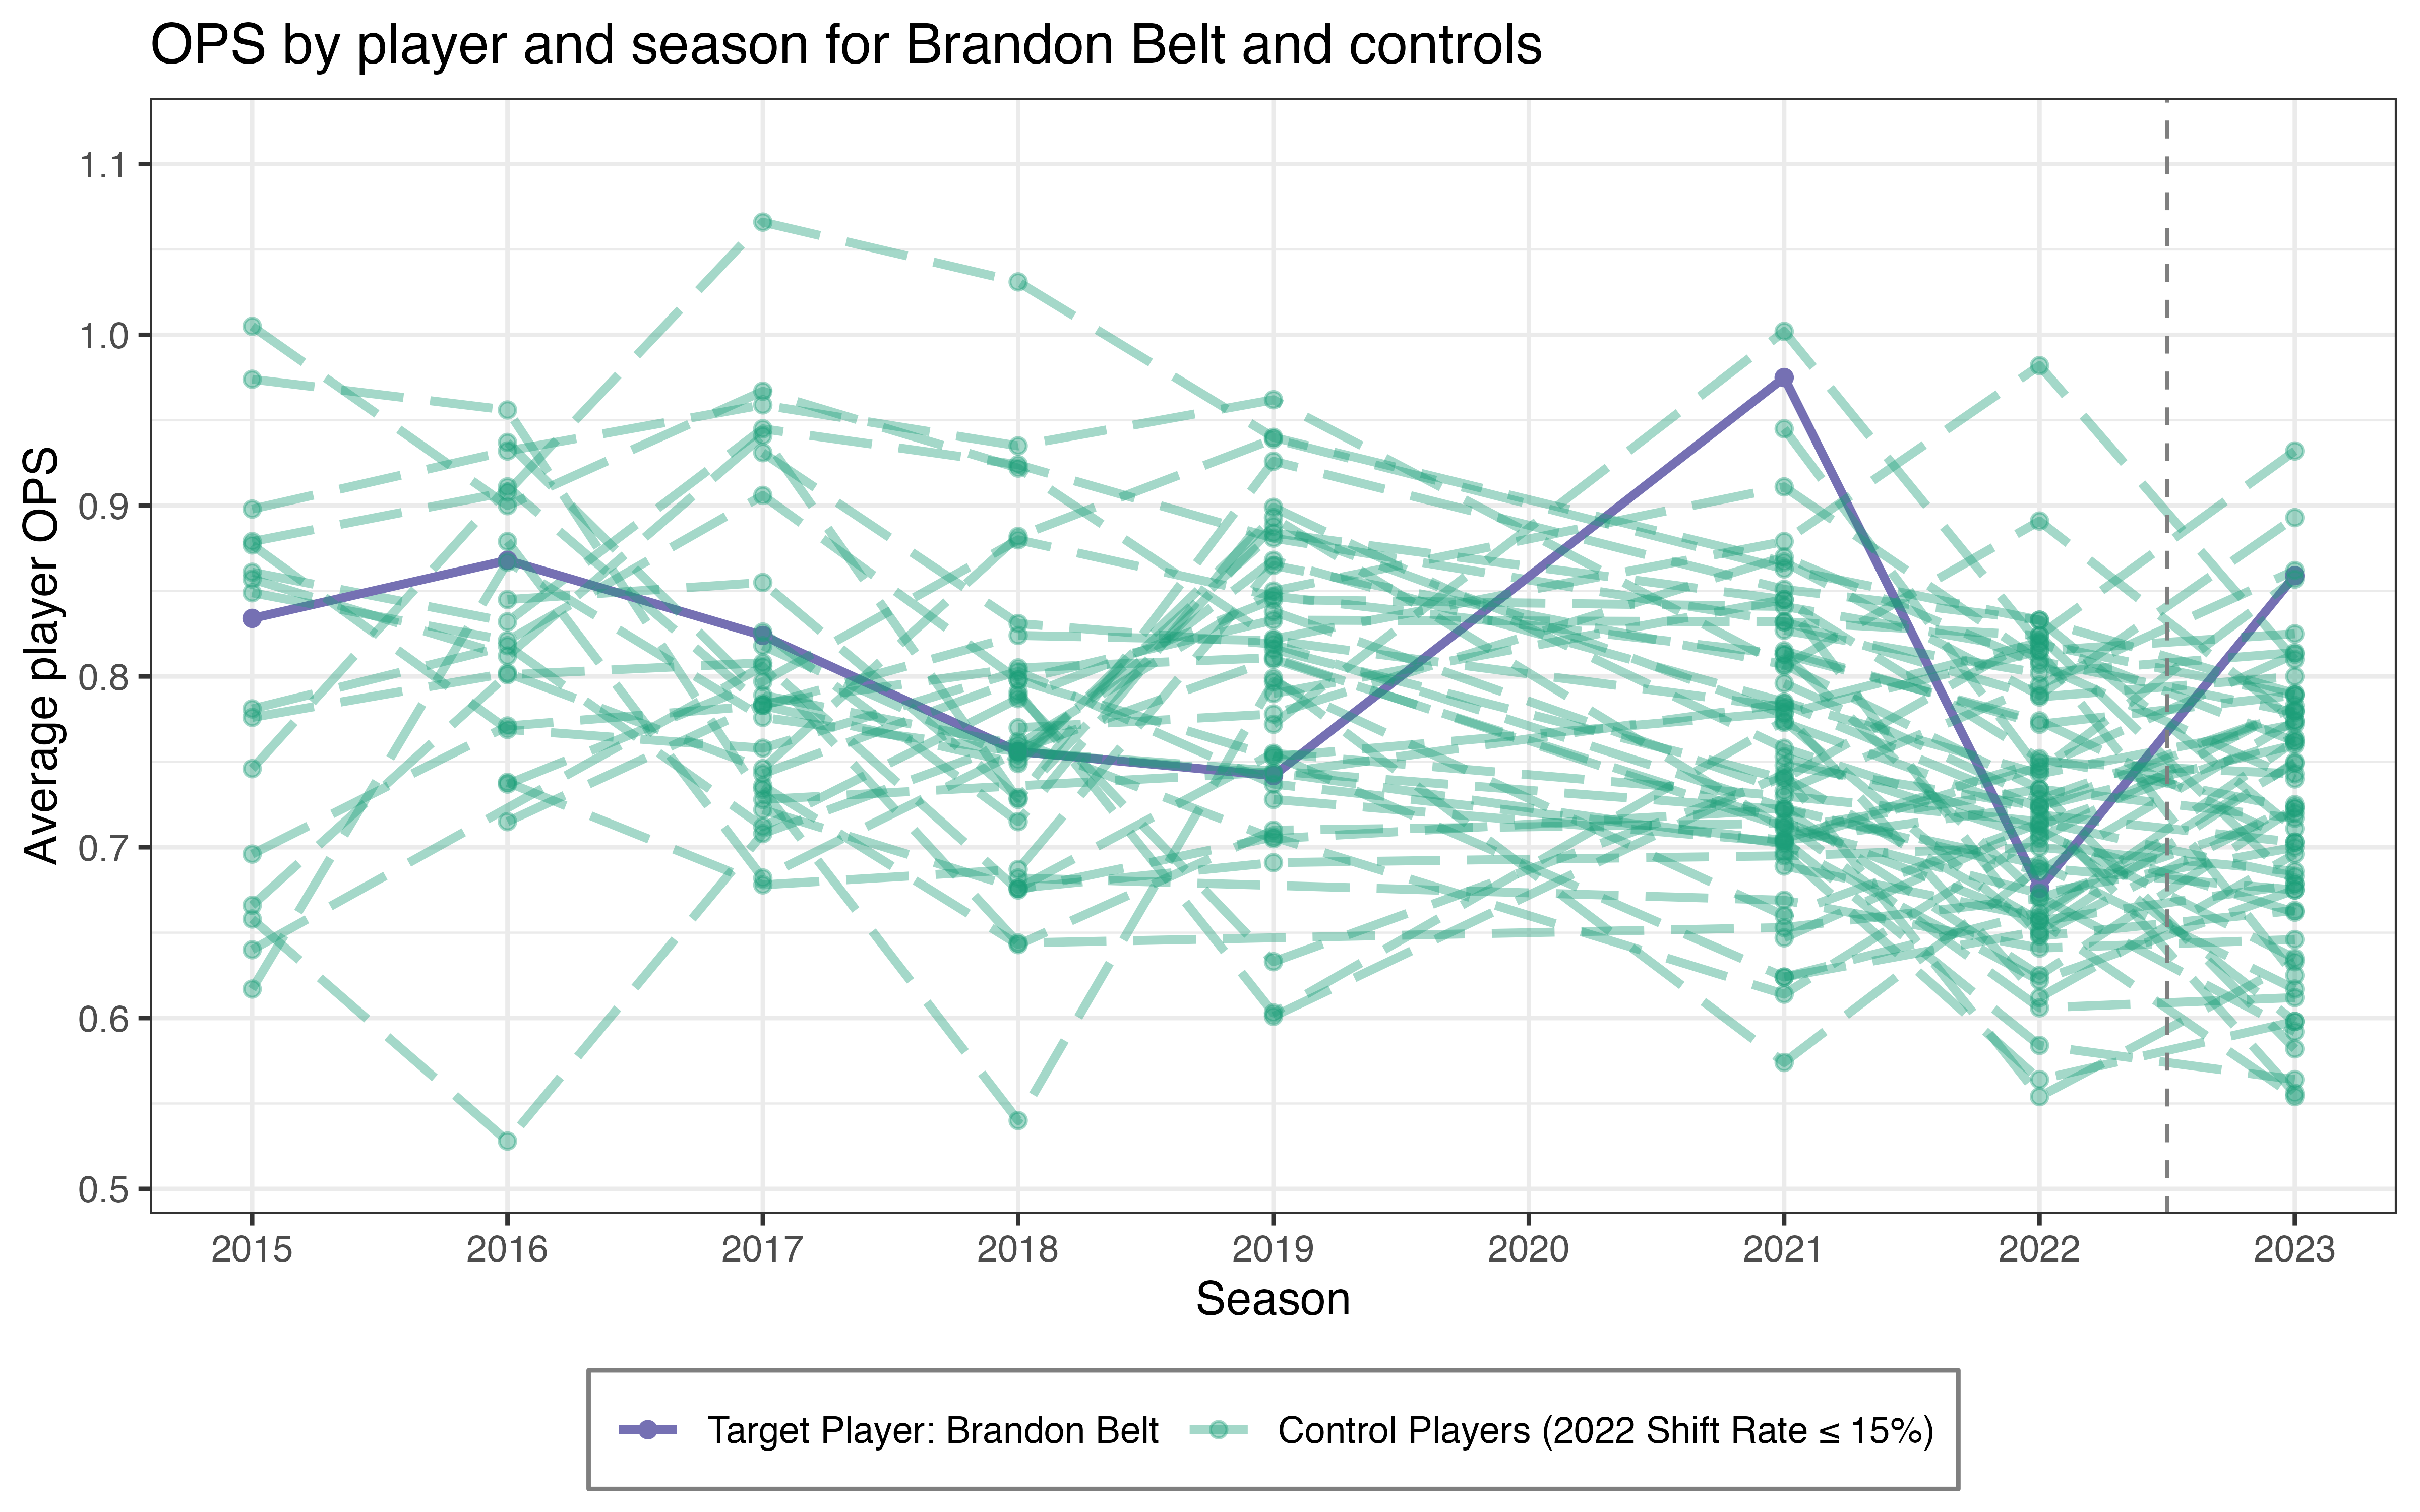 OPS by player and season for Brandon Belt and controls
Average player OPS
1.1
1.0
0.9
0.8
0.7
0.6
0.5
2015 2016 2017 2018 2019 2020 2021 2022 2023
Season
Target Player: Brandon Belt Control Players (2022 Shift Rate ≤ 15%)